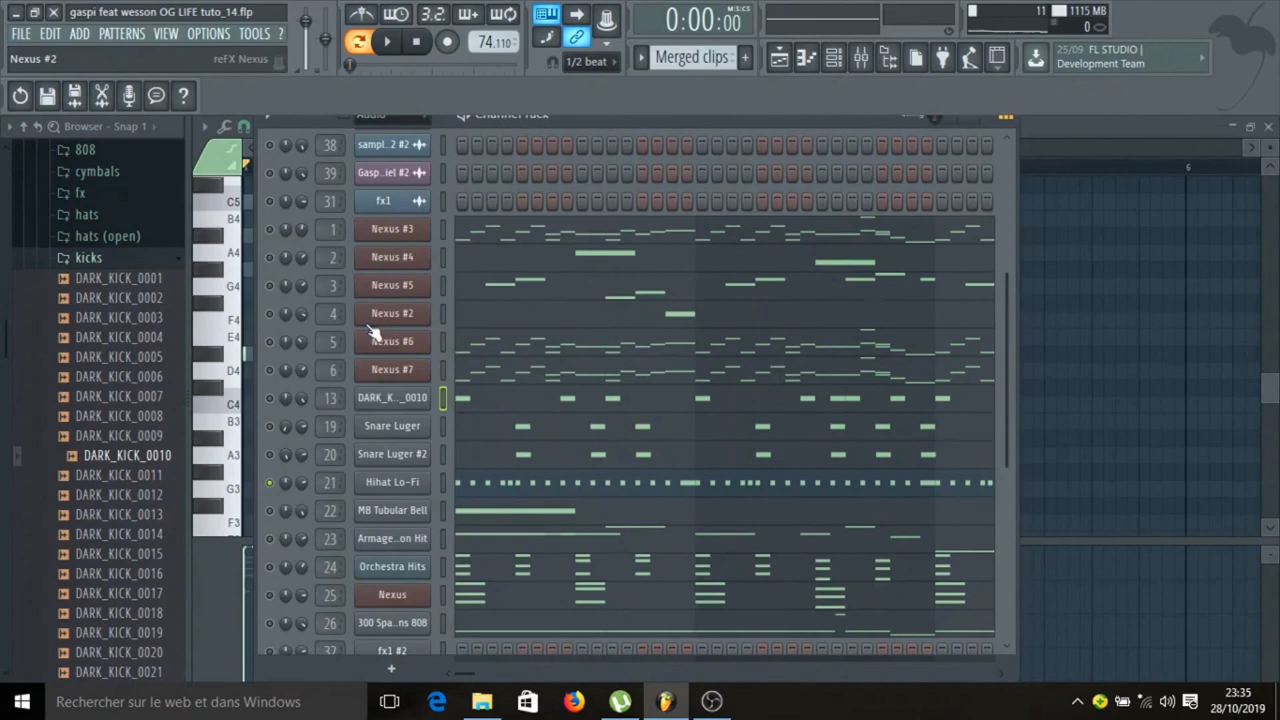 gaspi feat wesson OG LIFE tuto_14.flp
FILE EDIT ADD PATTERNS VIEW OPTIONS TOOLS ?
Nexus #2 reFX Nexus
3.2.
74.110
1/2 beat
0:00:00
M:S:CS
Merged clips
11
1115 MB
0
25/09 FL STUDIO |
Development Team
Browser - Snap 1
Audio
Channel rack
808
cymbals
fx
hats
hats (open)
kicks
DARK_KICK_0001
DARK_KICK_0002
DARK_KICK_0003
DARK_KICK_0004
DARK_KICK_0005
DARK_KICK_0006
DARK_KICK_0007
DARK_KICK_0008
DARK_KICK_0009
DARK_KICK_0010
DARK_KICK_0011
DARK_KICK_0012
DARK_KICK_0013
DARK_KICK_0014
DARK_KICK_0015
DARK_KICK_0016
DARK_KICK_0017
DARK_KICK_0018
DARK_KICK_0019
DARK_KICK_0020
DARK_KICK_0021
C5
B4
A4
G4
F4
E4
D4
C4
B3
A3
G3
F3
38 sampl..2 #2
39 Gasp..iel #2
31 fx1
1 Nexus #3
2 Nexus #4
3 Nexus #5
4 Nexus #2
5 Nexus #6
6 Nexus #7
13 DARK_K.._0010
19 Snare Luger
20 Snare Luger #2
21 Hihat Lo-Fi
22 MB Tubular Bell
23 Armage..on Hit
24 Orchestra Hits
25 Nexus
26 300 Spa..ns 808
32 fx1 #2
+
6
Rechercher sur le web et dans Windows
23:35
28/10/2019